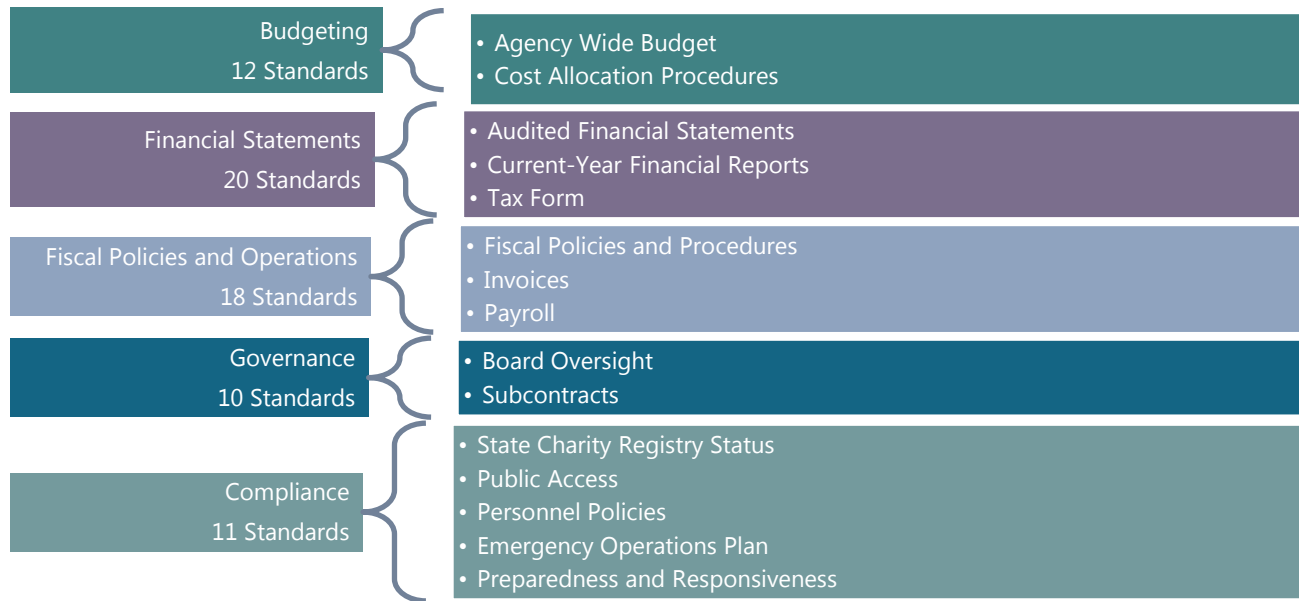 Budgeting
12 Standards
• Agency Wide Budget
• Cost Allocation Procedures
Financial Statements
20 Standards
• Audited Financial Statements
• Current-Year Financial Reports
• Tax Form
Fiscal Policies and Operations
18 Standards
• Fiscal Policies and Procedures
• Invoices
• Payroll
Governance
10 Standards
• Board Oversight
• Subcontracts
Compliance
11 Standards
• State Charity Registry Status
• Public Access
• Personnel Policies
• Emergency Operations Plan
• Preparedness and Responsiveness